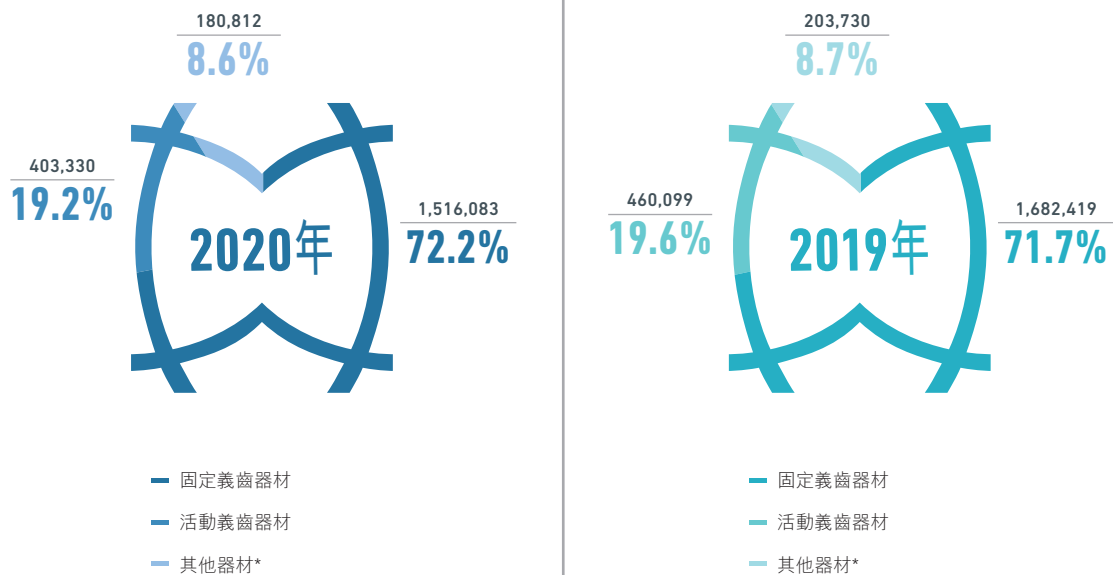 180,812
8.6%
403,330
19.2%
1,516,083
72.2%
2020年
固定義齒器材
活動義齒器材
其他器材*
203,730
8.7%
460,099
19.6%
1,682,419
71.7%
2019年
固定義齒器材
活動義齒器材
其他器材*